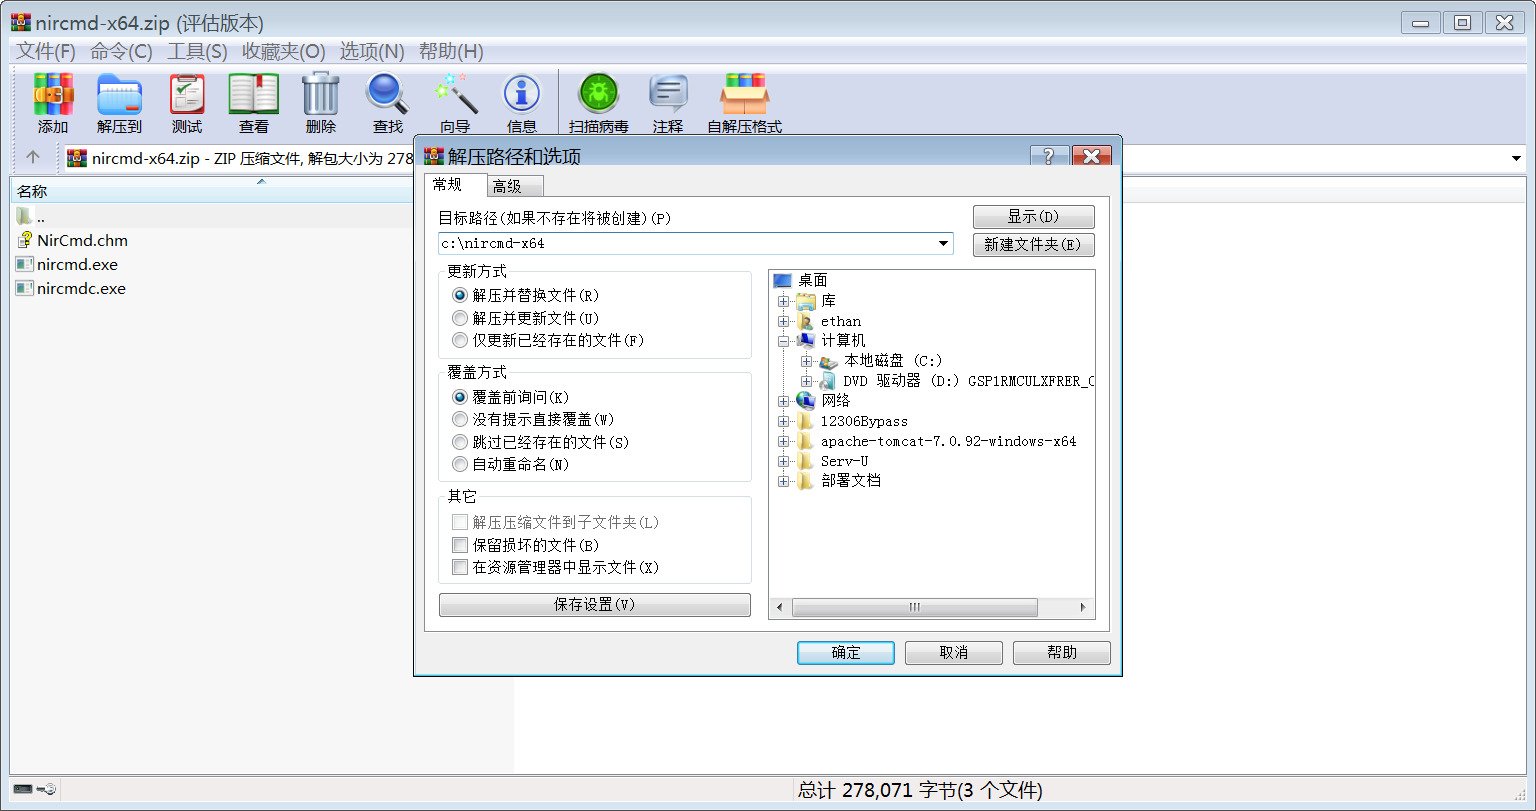 nircmd-x64.zip (评估版本)
文件(F) 命令(C) 工具(S) 收藏夹(O) 选项(N) 帮助(H)
添加 解压到 测试 查看 删除 查找 向导 信息 扫描病毒 注释 自解压格式
nircmd-x64.zip - ZIP 压缩文件, 解包大小为 278
名称
..
NirCmd.chm
nircmd.exe
nircmdc.exe
解压路径和选项
常规 高级
目标路径(如果不存在将被创建)(P)
显示(D)
c:\nircmd-x64
新建文件夹(E)
更新方式
解压并替换文件(R)
解压并更新文件(U)
仅更新已经存在的文件(F)
覆盖方式
覆盖前询问(K)
没有提示直接覆盖(W)
跳过已经存在的文件(S)
自动重命名(N)
其它
解压压缩文件到子文件夹(L)
保留损坏的文件(B)
在资源管理器中显示文件(X)
保存设置(V)
桌面
库
ethan
计算机
本地磁盘 (C:)
DVD 驱动器 (D:) GSP1RMCULXFRER_C
网络
12306Bypass
apache-tomcat-7.0.92-windows-x64
Serv-U
部署文档
确定 取消 帮助
总计 278,071 字节(3 个文件)